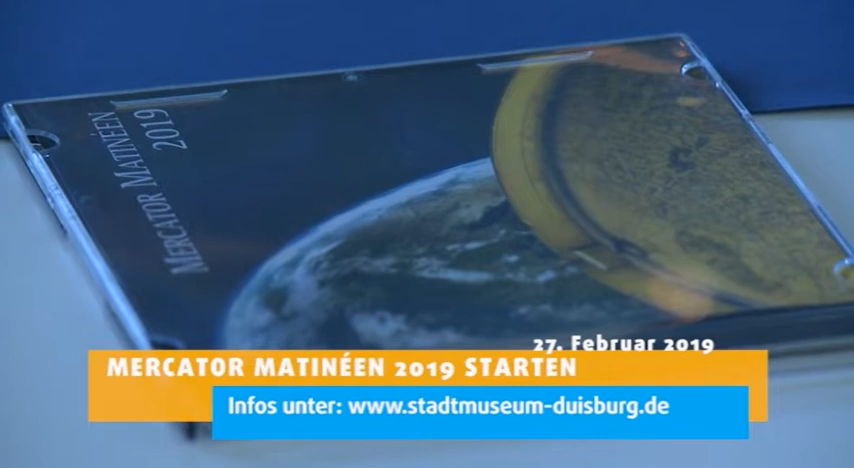 MERCATOR MATINÉEN
2019
27. Februar 2019
MERCATOR MATINÉEN 2019 STARTEN
Infos unter: www.stadtmuseum-duisburg.de